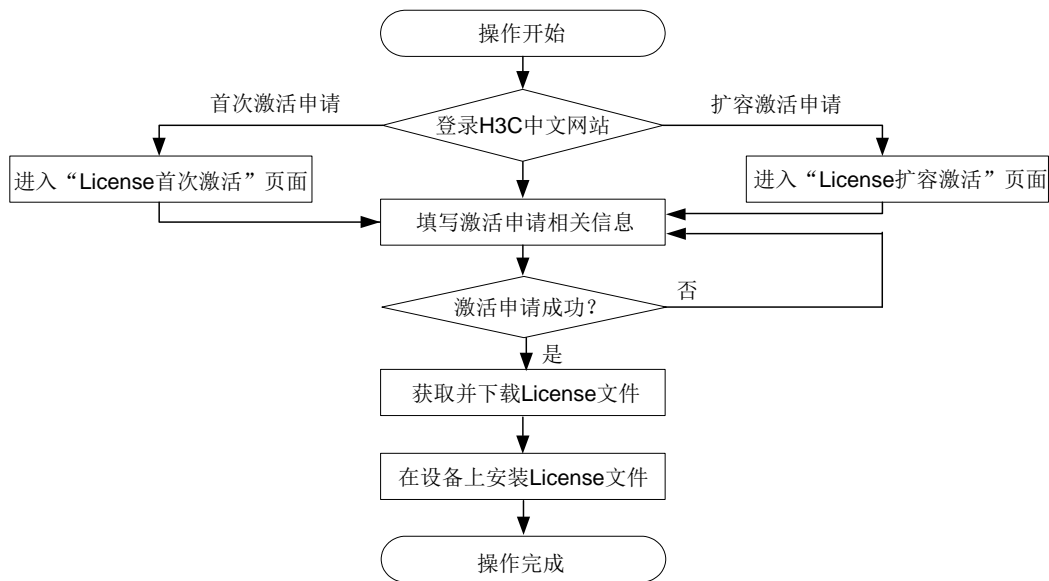 操作开始
首次激活申请
扩容激活申请
登录H3C中文网站
进入“License首次激活”页面
进入“License扩容激活”页面
填写激活申请相关信息
激活申请成功？
否
是
获取并下载License文件
在设备上安装License文件
操作完成